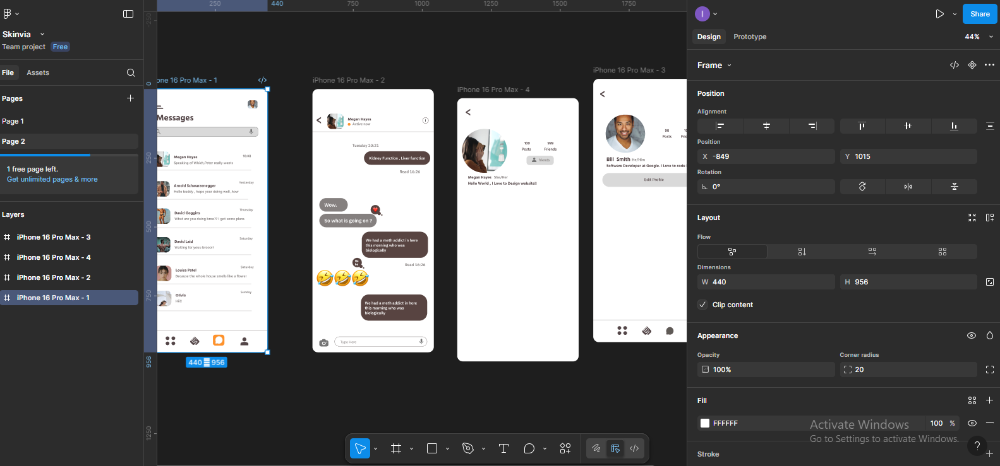 Skinvia
Team project Free
File Assets
Pages
Page 1
Page 2
1 free page left.
Get unlimited pages & more
Layers
iPhone 16 Pro Max - 3
iPhone 16 Pro Max - 4
iPhone 16 Pro Max - 2
iPhone 16 Pro Max - 1
250 440 750 1000 1250 1500 1750
-250
0
250
500
750
956
1250
one 16 Pro Max - 1
Messages
Megan Hayes 10:08
Speaking of Which,Peter really wants
Arnold Schwarzenegger Yesterday
Hello buddy , hope your doing well ,how
David Goggins Thursday
What are you doing broo?? I got some plans
David Laid Saturday
Waiting for youu brooo!!
Louisa Patel Saturday
Because the whole house smells like a flower
Olivia Sunday
Hi!!
440 956
iPhone 16 Pro Max - 2
Megan Hayes
Active now
Tuesday 20:21
Kidney Function , Liver function
Read 16:26
Wow.
So what is going on ?
We had a meth addict in here
this morning who was
biologically
Read 16:26
We had a meth addict in here
this morning who was
biologically
Type Here
iPhone 16 Pro Max - 4
100 999
Posts Friends
friends
Megan Hayes She/Her
Hello World , I Love to Design website!!
iPhone 16 Pro Max - 3
90
Posts
Bill Smith He/Him
Software Developer at Google. I Love to code
Edit Profile
I
Share
Design Prototype 44%
Frame
Position
Alignment
Position
X -849 Y 1015
Rotation
0°
Layout
Flow
Dimensions
W 440 H 956
Clip content
Appearance
Opacity Corner radius
100% 20
Fill
FFFFFF 100 %
Activate Windows
Go to Settings to activate Windows.
Stroke
?